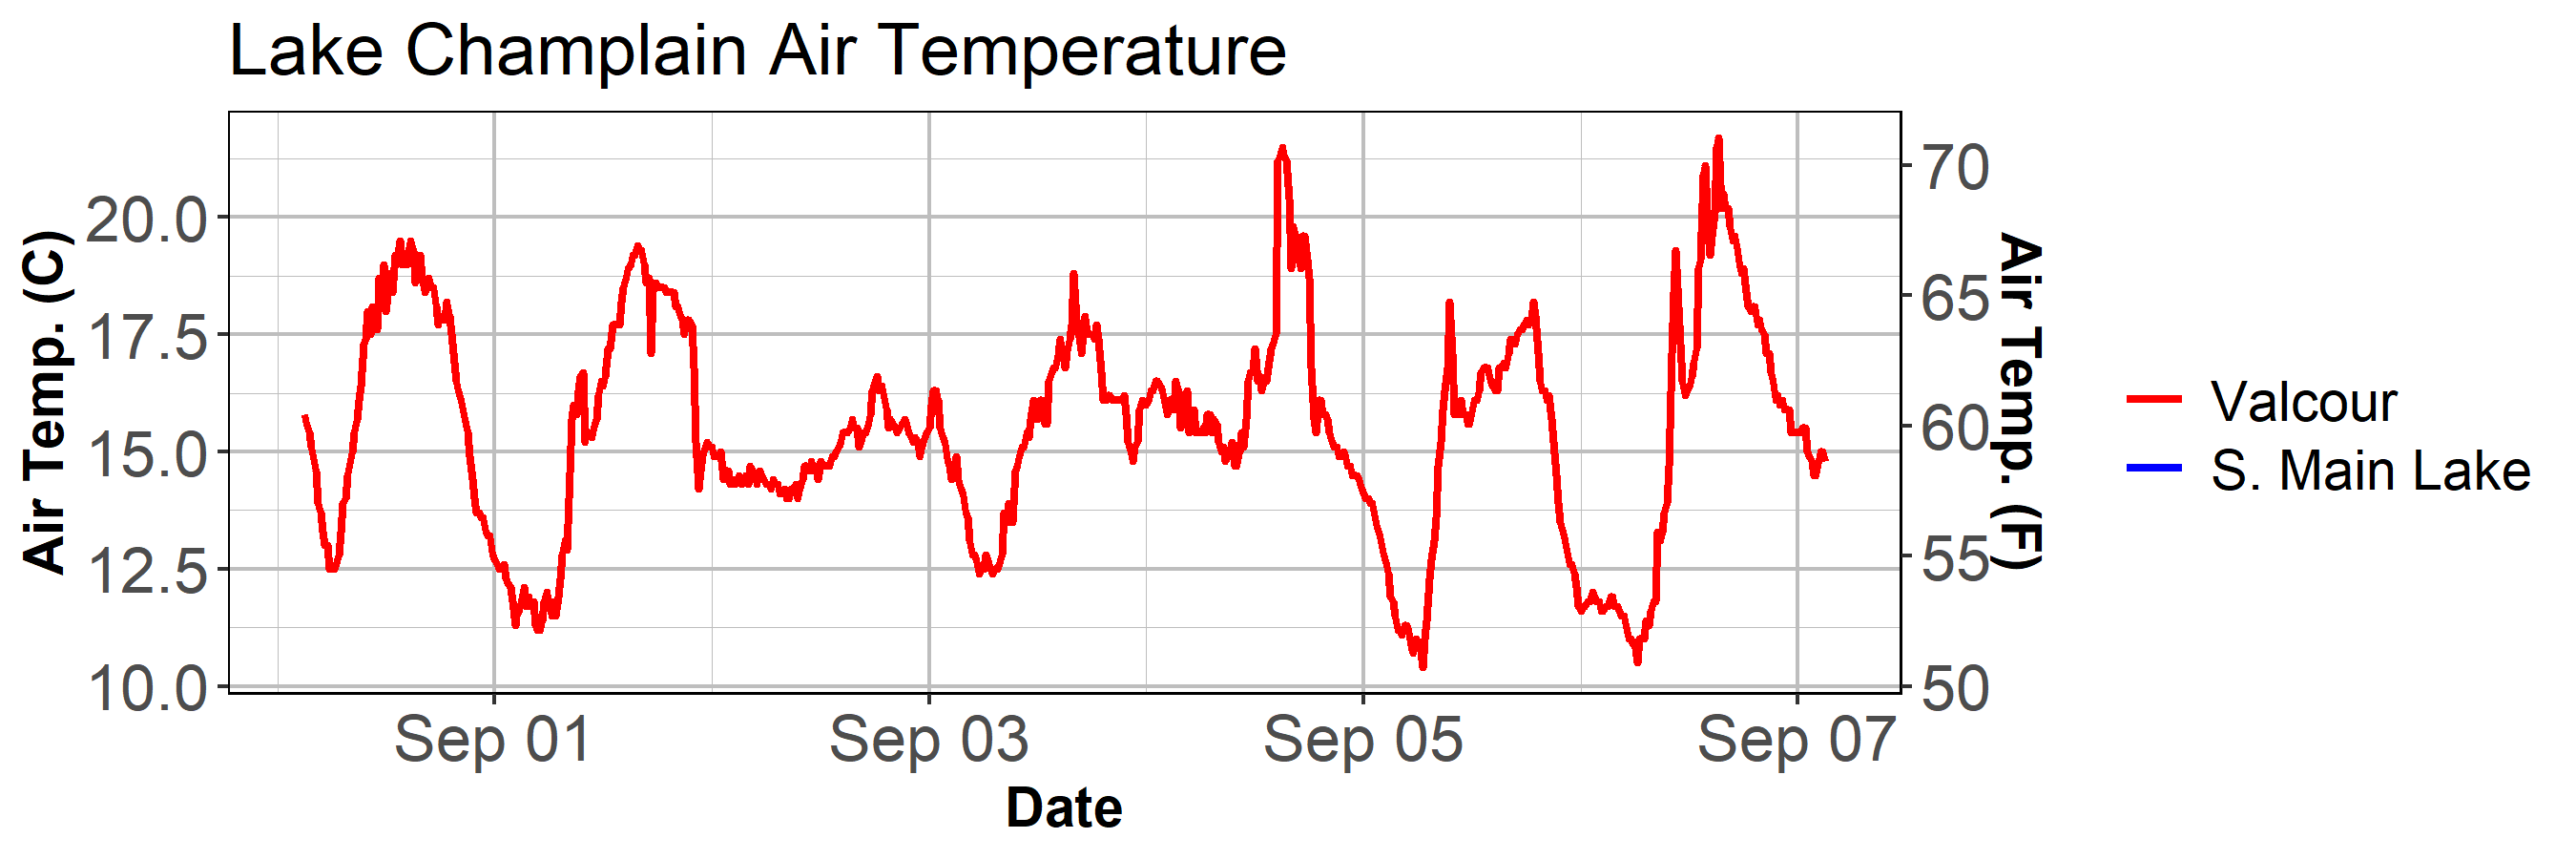 Lake Champlain Air Temperature
Air Temp. (C)
20.0
17.5
15.0
12.5
10.0
70
65
60
55
50
Air Temp. (F)
Sep 01
Sep 03
Sep 05
Sep 07
Date
Valcour
S. Main Lake